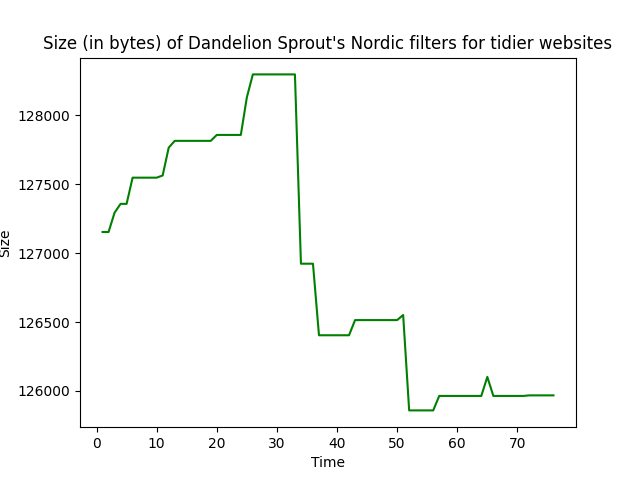 Size (in bytes) of Dandelion Sprout's Nordic filters for tidier websites
128000
127500
127000
126500
126000
Size
0 10 20 30 40 50 60 70
Time